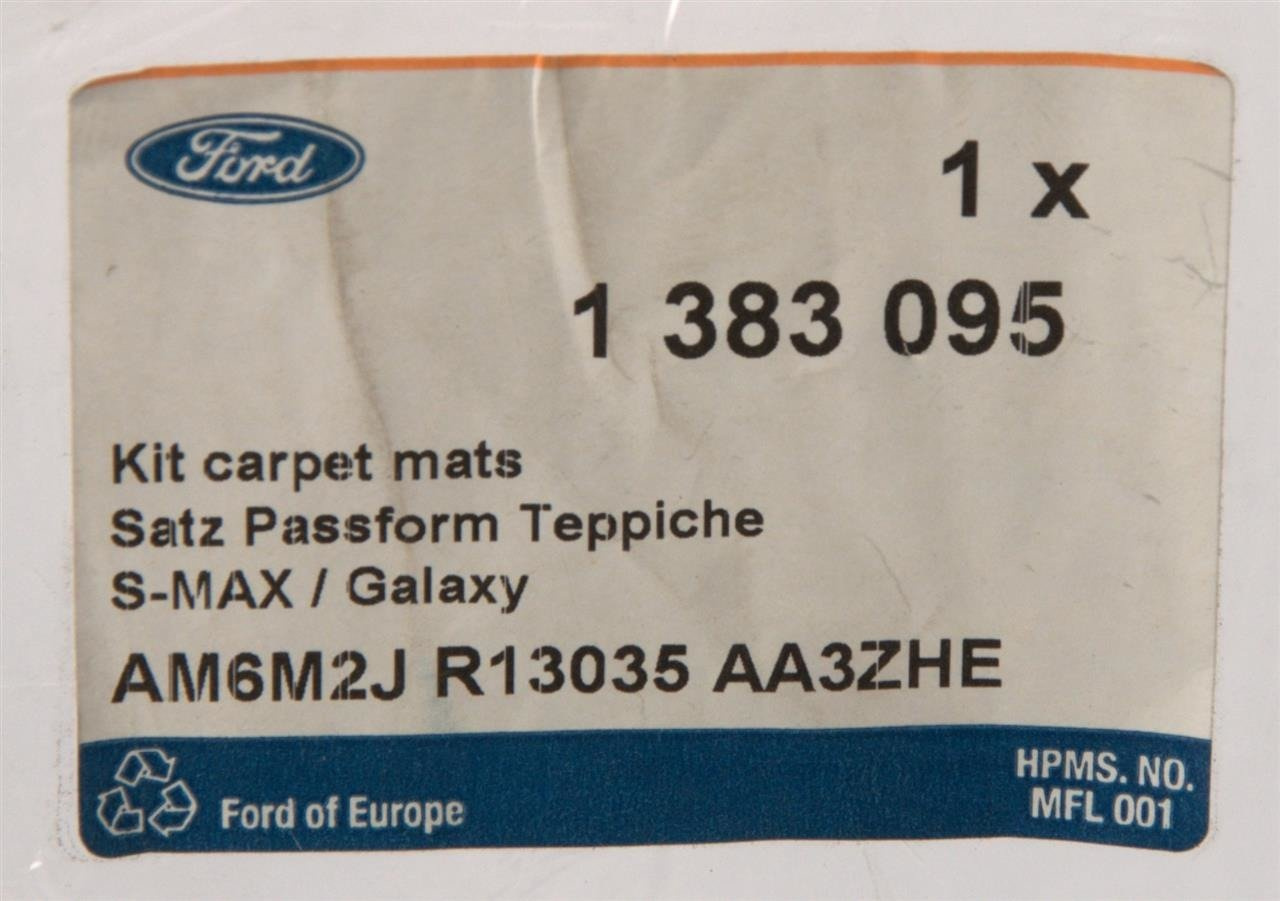 Ford
1 x
1 383 095
Kit carpet mats
Satz Passform Teppiche
S-MAX / Galaxy
AM6M2J R13035 AA3ZHE
HPMS. NO.
Ford of Europe
MFL 001